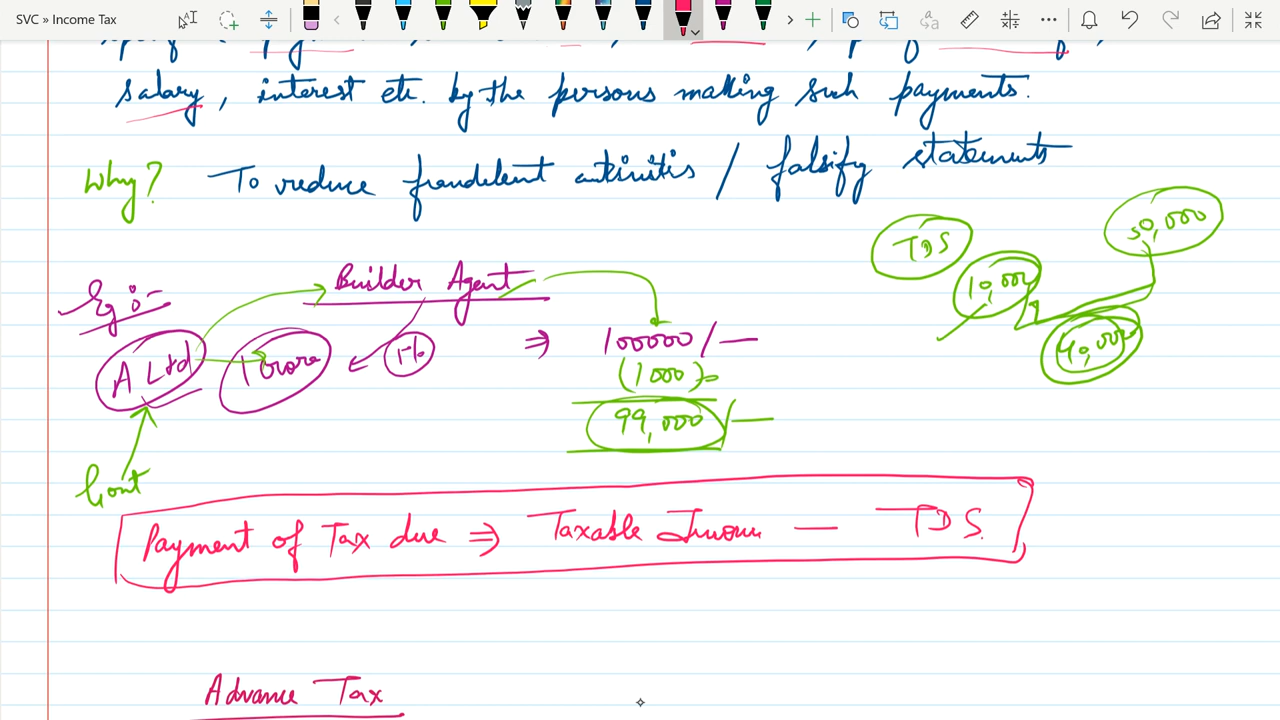 SVC » Income Tax
salary, interest etc. by the persons making such payments.
Why? To reduce fraudelent activities / falsify statements
TDS 50,000
10,000
40,000
Eg :-
Builder Agent
A Ltd 1 Crore 1% ⇒ 100000/—
(1000)
99,000/—
Govt
Payment of Tax due ⇒ Taxable Income — TDS.
Advance Tax